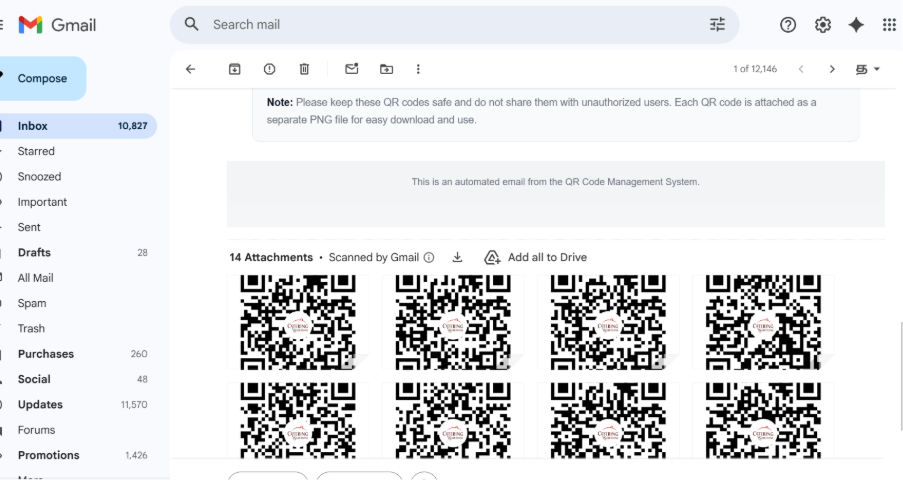 Gmail
Search mail
Compose
1 of 12,146
Inbox 10,827
Starred
Snoozed
Important
Sent
Drafts 28
All Mail
Spam
Trash
Purchases 260
Social 48
Updates 11,570
Forums
Promotions 1,426
Note: Please keep these QR codes safe and do not share them with unauthorized users. Each QR code is attached as a
separate PNG file for easy download and use.
This is an automated email from the QR Code Management System.
14 Attachments • Scanned by Gmail
Add all to Drive